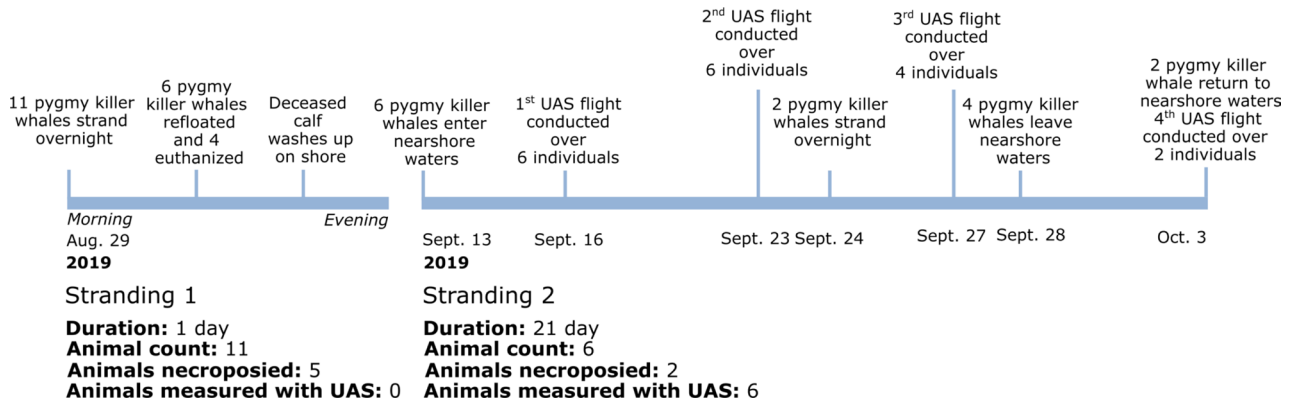 11 pygmy killer
whales strand
overnight
6 pygmy
killer whales
refloated
and 4
euthanized
Deceased
calf
washes up
on shore
6 pygmy killer
whales enter
nearshore
waters
1st UAS flight
conducted
over
6 individuals
2nd UAS flight
conducted
over
6 individuals
2 pygmy killer
whales strand
overnight
3rd UAS flight
conducted
over
4 individuals
4 pygmy killer
whales leave
nearshore
waters
2 pygmy killer
whale return to
nearshore waters
4th UAS flight
conducted over
2 individuals
Morning
Evening
Aug. 29
2019
Sept. 13
2019
Sept. 16
Sept. 23
Sept. 24
Sept. 27
Sept. 28
Oct. 3
Stranding 1
Duration: 1 day
Animal count: 11
Animals necroposied: 5
Animals measured with UAS: 0
Stranding 2
Duration: 21 day
Animal count: 6
Animals necroposied: 2
Animals measured with UAS: 6